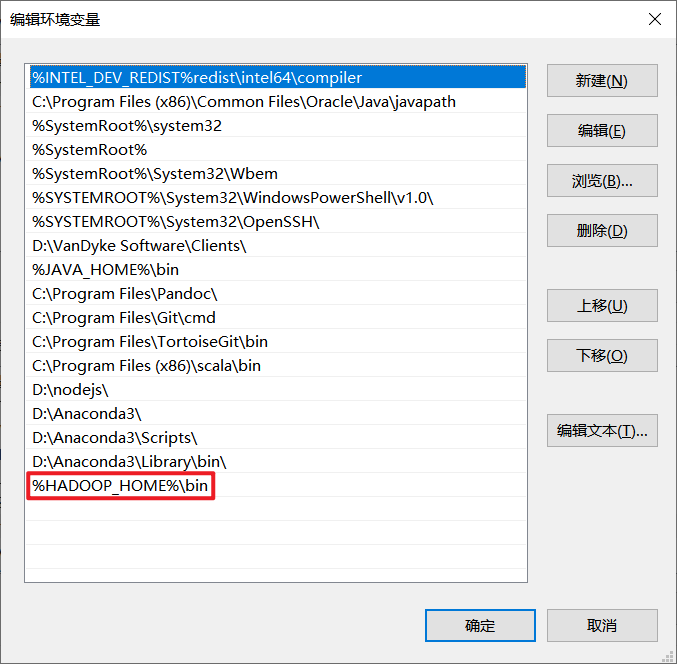 编辑环境变量
%INTEL_DEV_REDIST%redist\intel64\compiler
C:\Program Files (x86)\Common Files\Oracle\Java\javapath
%SystemRoot%\system32
%SystemRoot%
%SystemRoot%\System32\Wbem
%SYSTEMROOT%\System32\WindowsPowerShell\v1.0\
%SYSTEMROOT%\System32\OpenSSH\
D:\VanDyke Software\Clients\
%JAVA_HOME%\bin
C:\Program Files\Pandoc\
C:\Program Files\Git\cmd
C:\Program Files\TortoiseGit\bin
C:\Program Files (x86)\scala\bin
D:\nodejs\
D:\Anaconda3\
D:\Anaconda3\Scripts\
D:\Anaconda3\Library\bin\
%HADOOP_HOME%\bin
新建(N)
编辑(E)
浏览(B)...
删除(D)
上移(U)
下移(O)
编辑文本(T)...
确定
取消